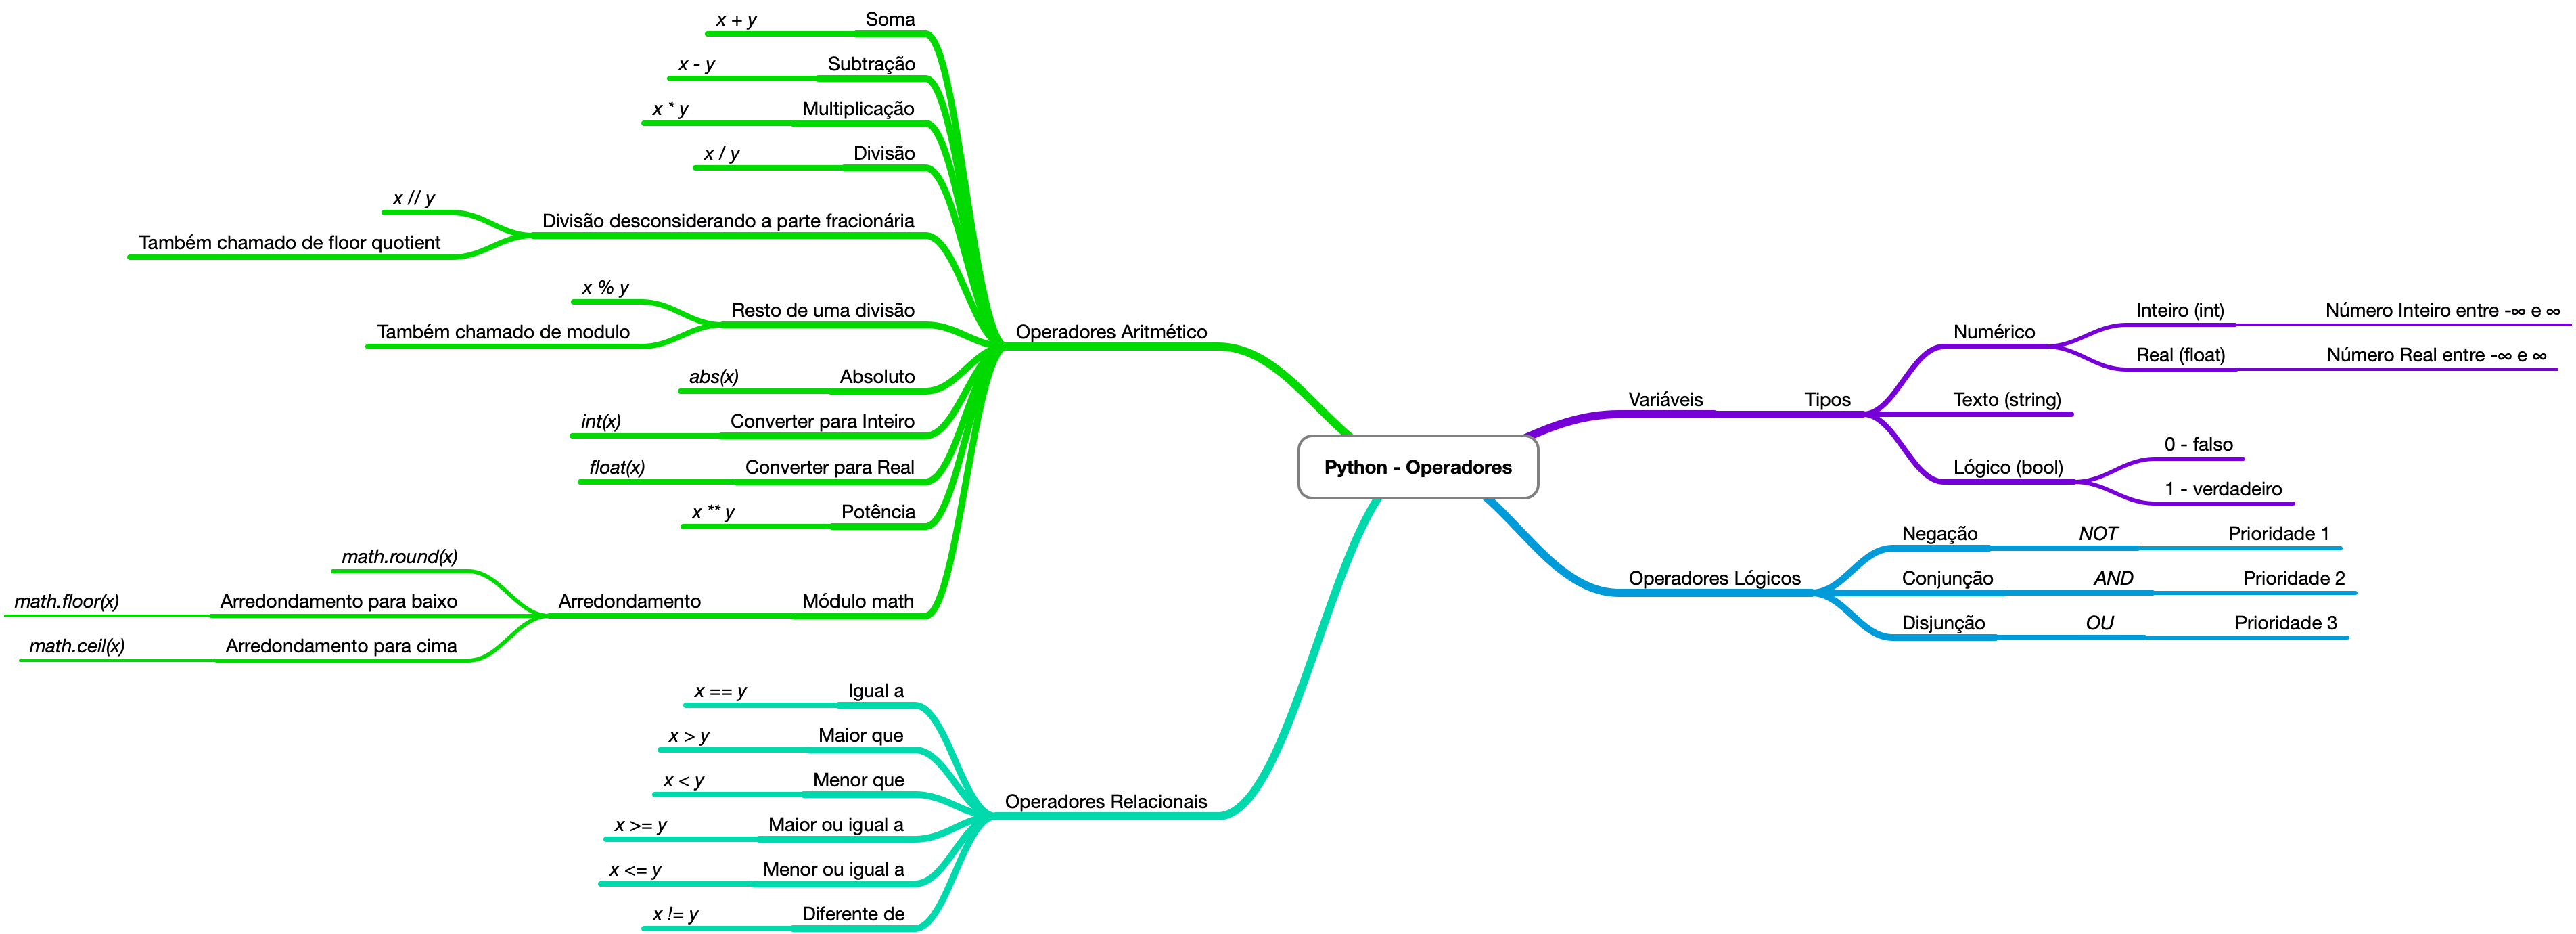 Python - Operadores
Operadores Aritmético
Soma
x + y
Subtração
x - y
Multiplicação
x * y
Divisão
x / y
Divisão desconsiderando a parte fracionária
x // y
Também chamado de floor quotient
Resto de uma divisão
x % y
Também chamado de modulo
Absoluto
abs(x)
Converter para Inteiro
int(x)
Converter para Real
float(x)
Potência
x ** y
Módulo math
Arredondamento
math.round(x)
Arredondamento para baixo
math.floor(x)
Arredondamento para cima
math.ceil(x)
Operadores Relacionais
Igual a
x == y
Maior que
x > y
Menor que
x < y
Maior ou igual a
x >= y
Menor ou igual a
x <= y
Diferente de
x != y
Variáveis
Tipos
Numérico
Inteiro (int)
Número Inteiro entre -∞ e ∞
Real (float)
Número Real entre -∞ e ∞
Texto (string)
Lógico (bool)
0 - falso
1 - verdadeiro
Operadores Lógicos
Negação
NOT
Prioridade 1
Conjunção
AND
Prioridade 2
Disjunção
OU
Prioridade 3